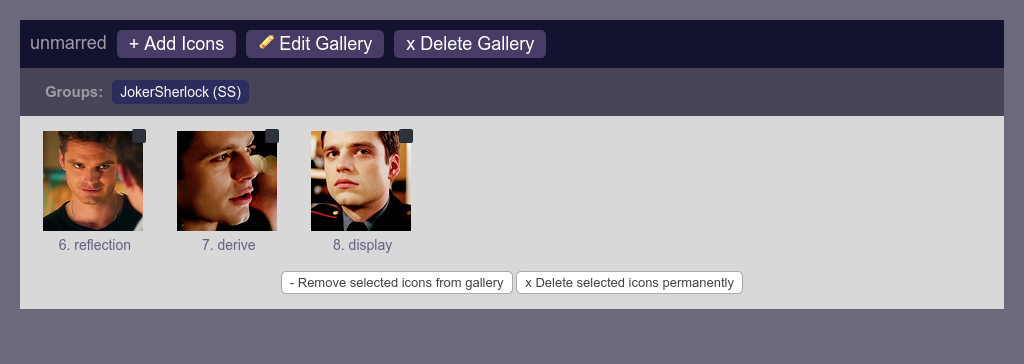 unmarred + Add Icons Edit Gallery x Delete Gallery
Groups: JokerSherlock (SS)
6. reflection 7. derive 8. display
- Remove selected icons from gallery x Delete selected icons permanently